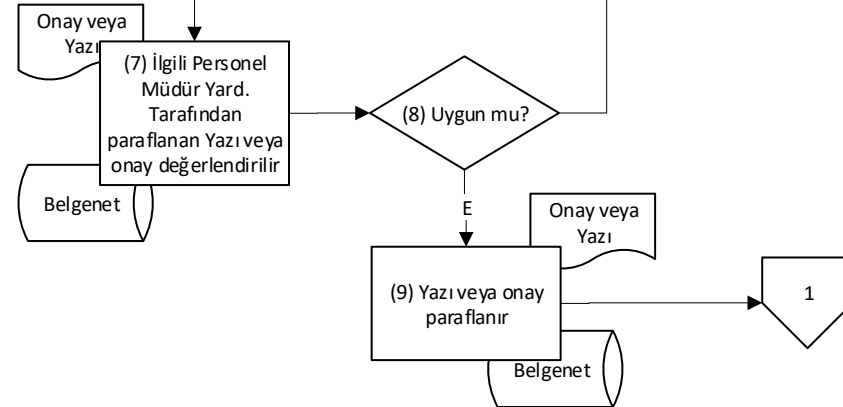 Onay veya
Yazı
(7) İlgili Personel
Müdür Yard.
Tarafından
paraflanan Yazı veya
onay değerlendirilir
Belgenet
(8) Uygun mu?
E
Onay veya
Yazı
(9) Yazı veya onay
paraflanır
Belgenet
1